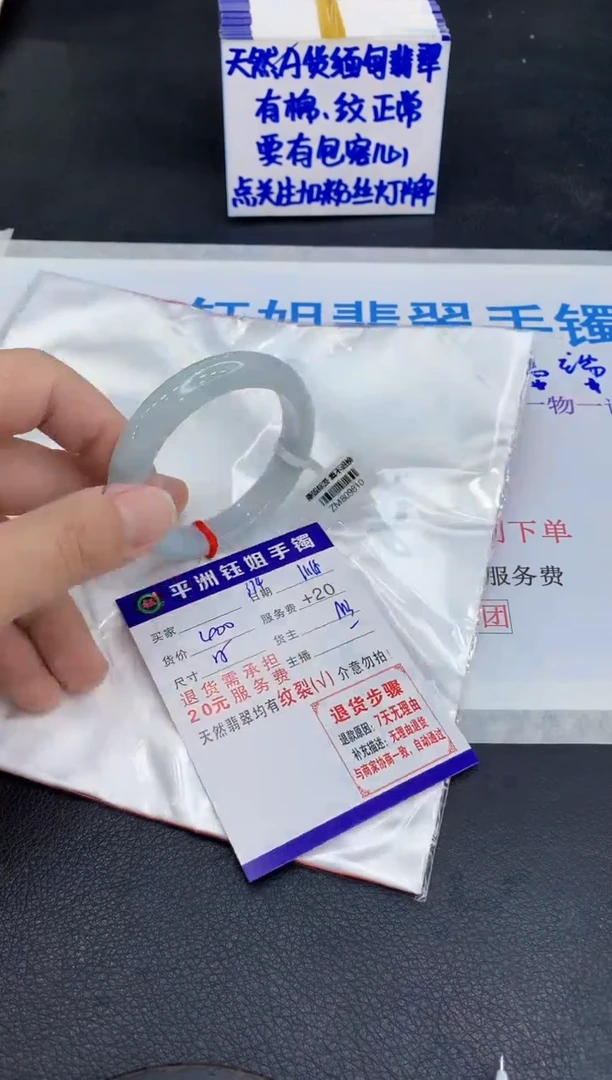 天然A货缅甸翡翠
有棉、纹正常
要有包容心
点关注加粉丝灯牌
钰姐翡翠手镯
一物一
下单
服务费
团
ZM809810
平洲钰姐手镯
买家
日期
货价
服务费 +20
尺寸
货主
主播
退货需承担
20元服务费
天然翡翠均有纹裂(√)介意勿拍!
退货步骤
退款原因:7天无理由
补充描述:无理由退货
与商家协商一致,自动通过